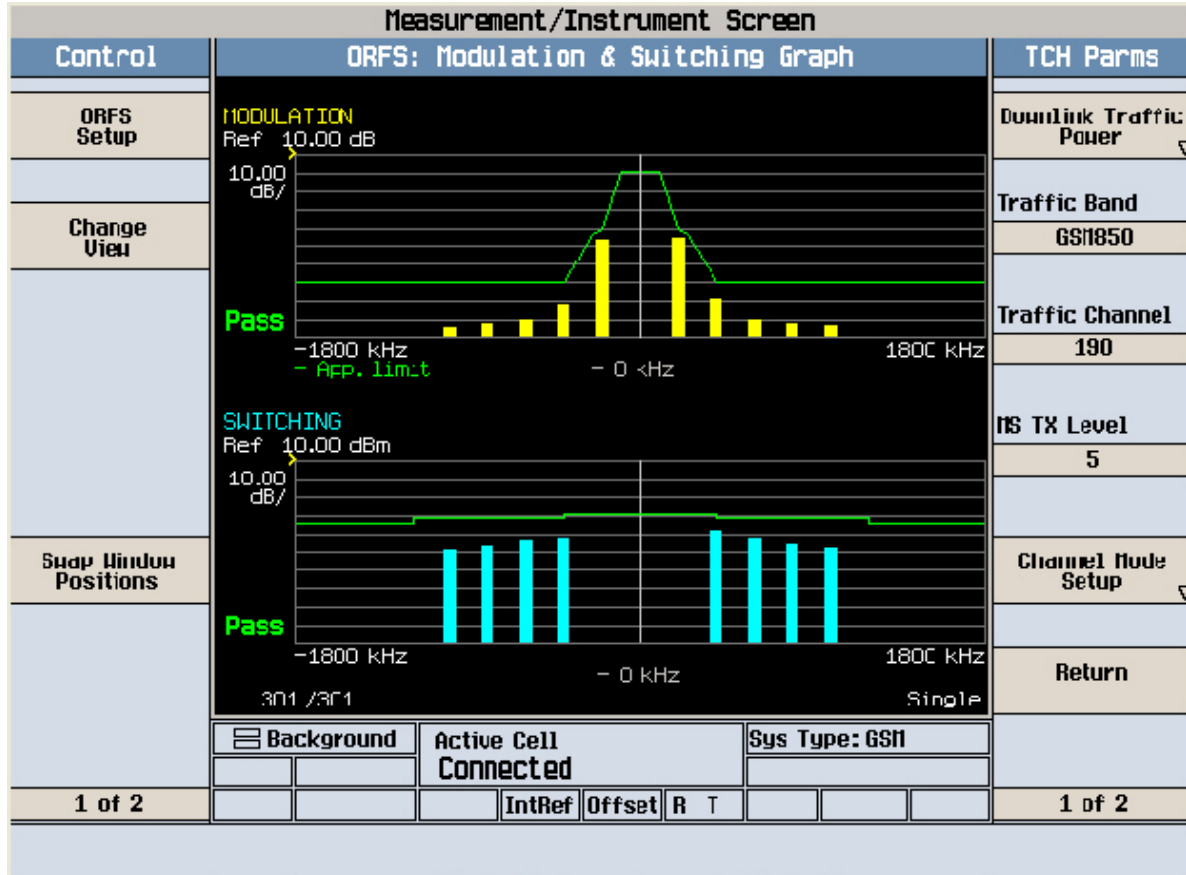 Measurement/Instrument Screen
Control
ORFS: Modulation & Switching Graph
TCH Parms
ORFS
Setup
Change
View
Swap Window
Positions
1 of 2
MODULATION
Ref 10.00 dB
10.00
dB/
Pass
-1800 kHz
1800 kHz
- App. limit
- 0 kHz
SWITCHING
Ref 10.00 dBm
10.00
dB/
Pass
-1800 kHz
1800 kHz
- 0 kHz
301/301
Single
Background
Active Cell
Connected
Sys Type: GSM
IntRef
Offset
R T
Downlink Traffic
Power
Traffic Band
GSM850
Traffic Channel
190
MS TX Level
5
Channel Mode
Setup
Return
1 of 2